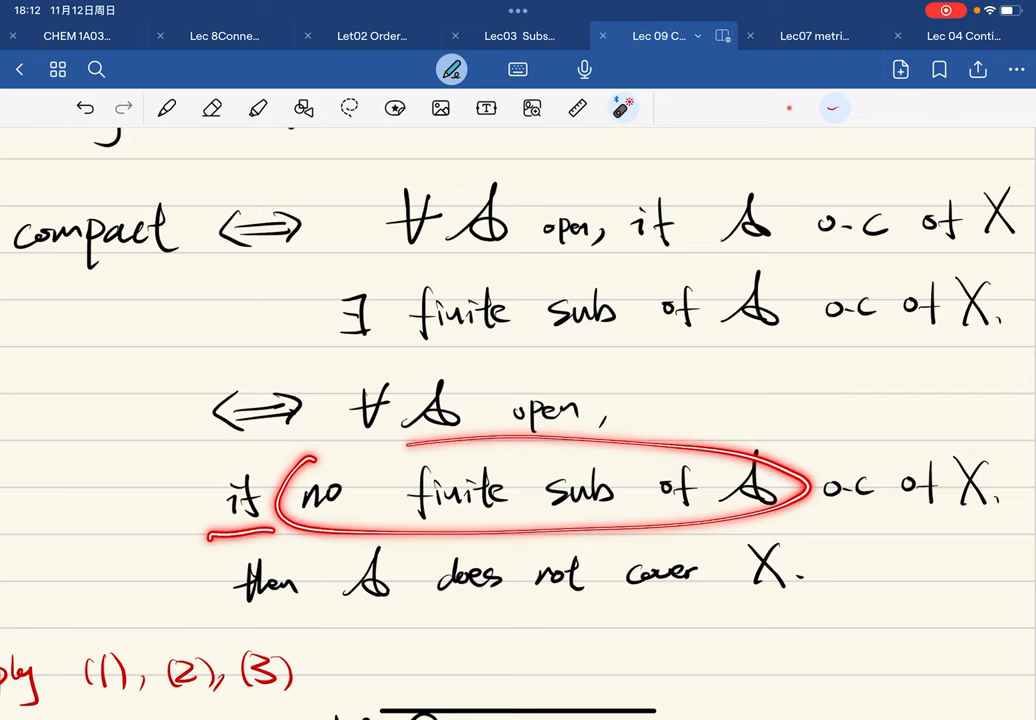 18:12 11月12日周日
CHEM 1A03... Lec 8Conne... Let02 Order... Lec03 Subs... Lec 09 C... Lec07 metri... Lec 04 Conti...
compact ⟺ ∀ 𝒜 open, if 𝒜 o-c of X
∃ finite sub of 𝒜 o-c of X.
⟺ ∀ 𝒜 open,
if no finite sub of 𝒜 o-c of X.
then 𝒜 does not cover X.
ply (1), (2), (3)